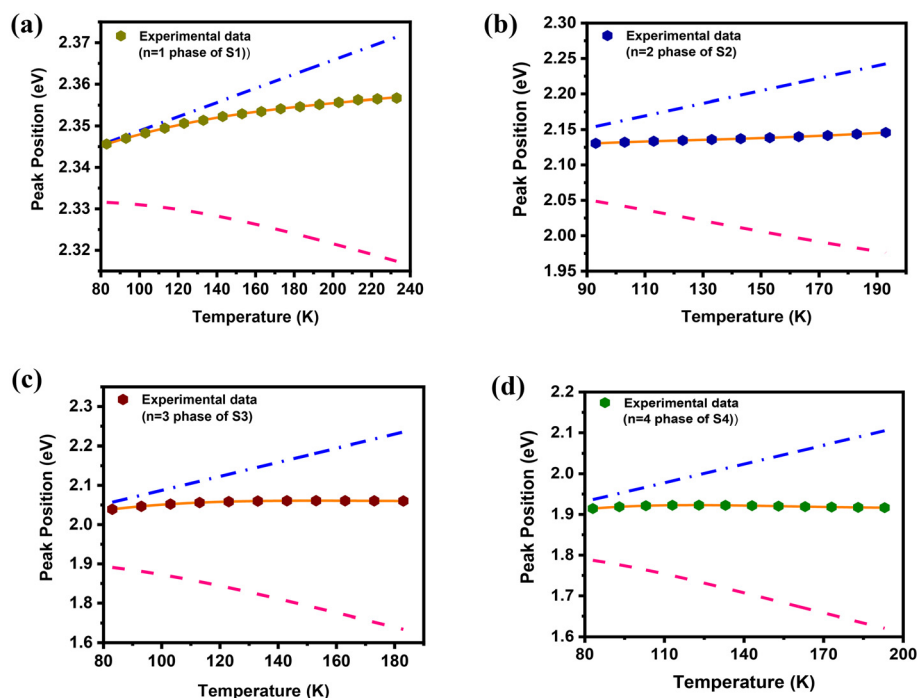 (a)
Experimental data
(n=1 phase of S1))
2.37
2.36
2.35
2.34
2.33
2.32
Peak Position (eV)
80 100 120 140 160 180 200 220 240
Temperature (K)
(b)
Experimental data
(n=2 phase of S2)
2.30
2.25
2.20
2.15
2.10
2.05
2.00
1.95
Peak Position (eV)
90 110 130 150 170 190
Temperature (K)
(c)
Experimental data
(n=3 phase of S3)
2.3
2.2
2.1
2.0
1.9
1.8
1.6
Peak Position (eV)
80 100 120 140 160 180
Temperature (K)
(d)
Experimental data
(n=4 phase of S4))
2.2
2.1
2.0
1.9
1.8
1.7
1.6
Peak Position (eV)
80 110 140 170 200
Temperature (K)